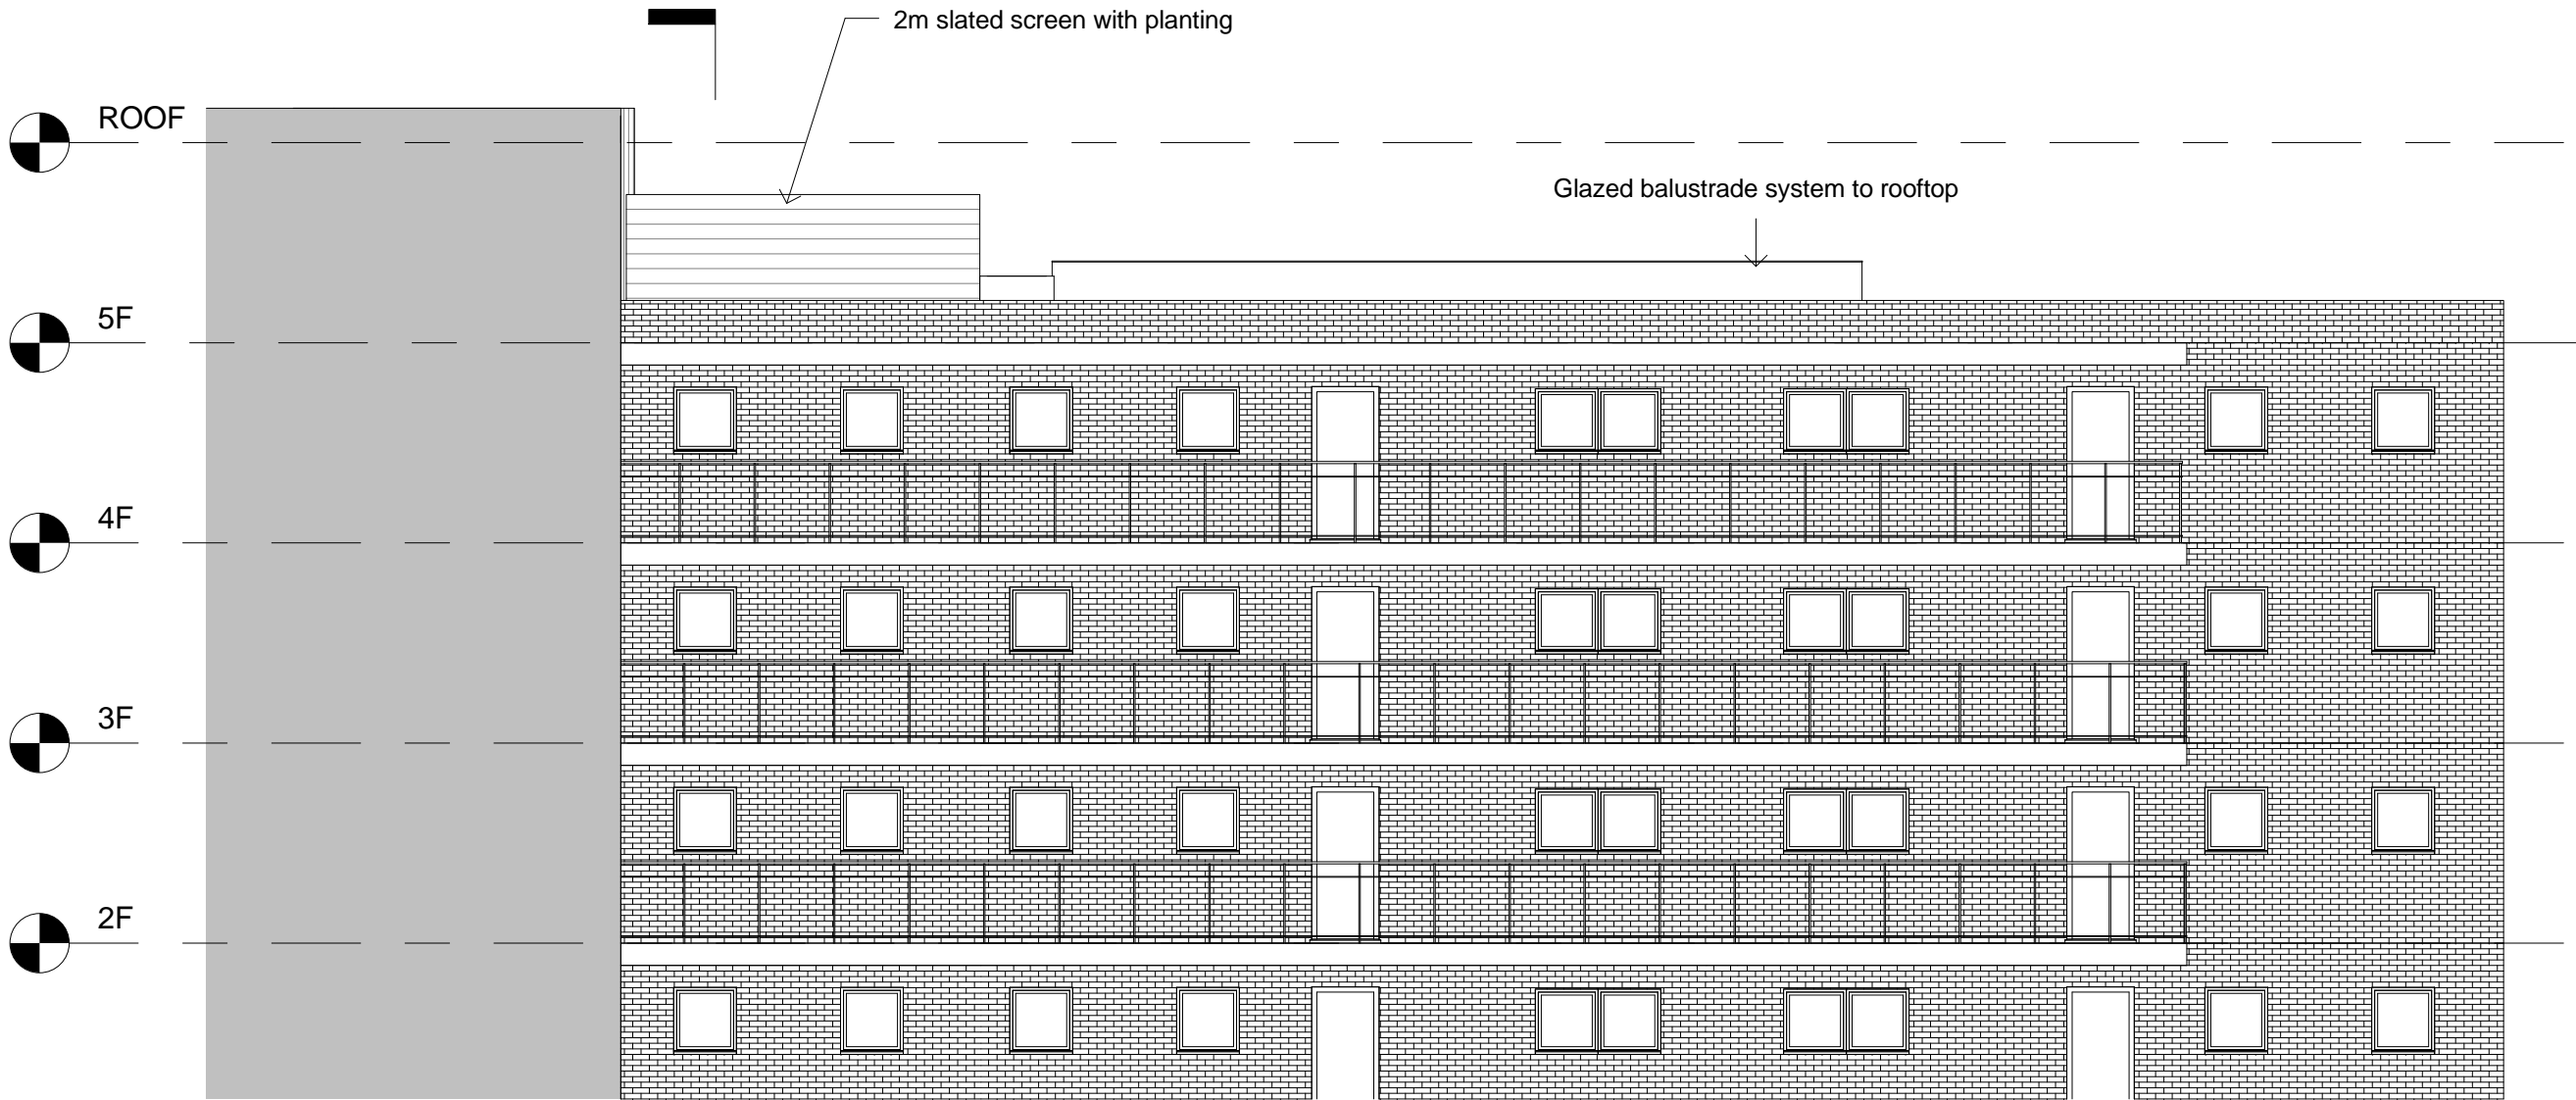 2m slated screen with planting
ROOF
Glazed balustrade system to rooftop
5F
4F
3F
2F